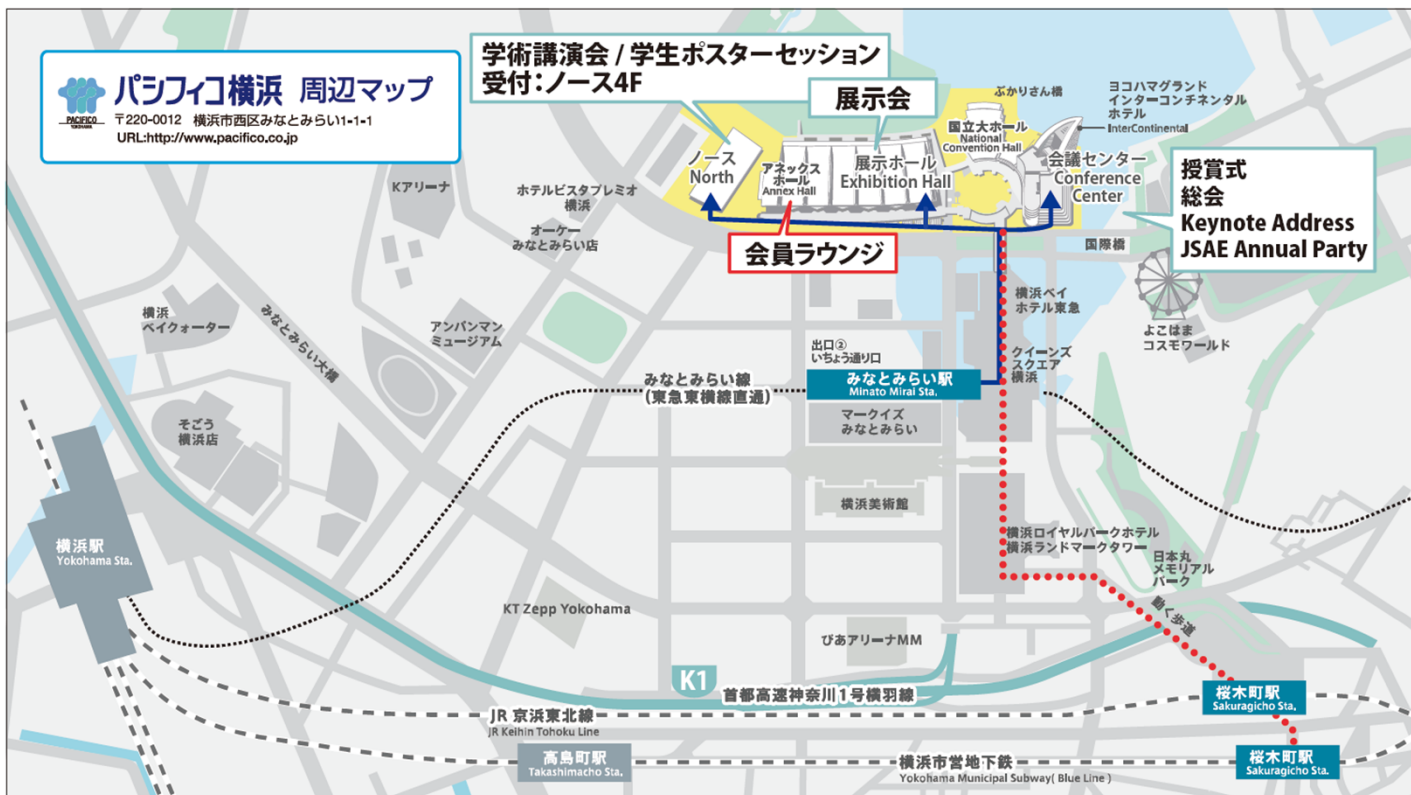 パシフィコ横浜 周辺マップ
PACIFICO
YOKOHAMA
〒220-0012 横浜市西区みなとみらい1-1-1
URL:http://www.pacifico.co.jp
学術講演会 / 学生ポスターセッション
受付：ノース4F
展示会
ぷかりさん橋
ヨコハマグランド
インターコンチネンタル
ホテル
InterContinental
国立大ホール
National
Convention Hall
ノース
North
アネックス
ホール
Annex Hall
展示ホール
Exhibition Hall
会議センター
Conference
Center
授賞式
総会
Keynote Address
JSAE Annual Party
会員ラウンジ
国際橋
Kアリーナ
ホテルビスタプレミオ
横浜
オーケー
みなとみらい店
横浜
ベイクォーター
みなとみらい大橋
アンパンマン
ミュージアム
横浜ベイ
ホテル東急
よこはま
コスモワールド
出口②
いちょう通り口
クイーンズ
スクエア
横浜
みなとみらい線
(東急東横線直通)
みなとみらい駅
Minato Mirai Sta.
マークイズ
みなとみらい
そごう
横浜店
横浜美術館
横浜駅
Yokohama Sta.
横浜ロイヤルパークホテル
横浜ランドマークタワー
日本丸
メモリアル
パーク
動く歩道
KT Zepp Yokohama
ぴあアリーナMM
K1
首都高速神奈川1号横羽線
桜木町駅
Sakuragicho Sta.
JR 京浜東北線
JR Keihin Tohoku Line
高島町駅
Takashimacho Sta.
横浜市営地下鉄
Yokohama Municipal Subway( Blue Line )
桜木町駅
Sakuragicho Sta.